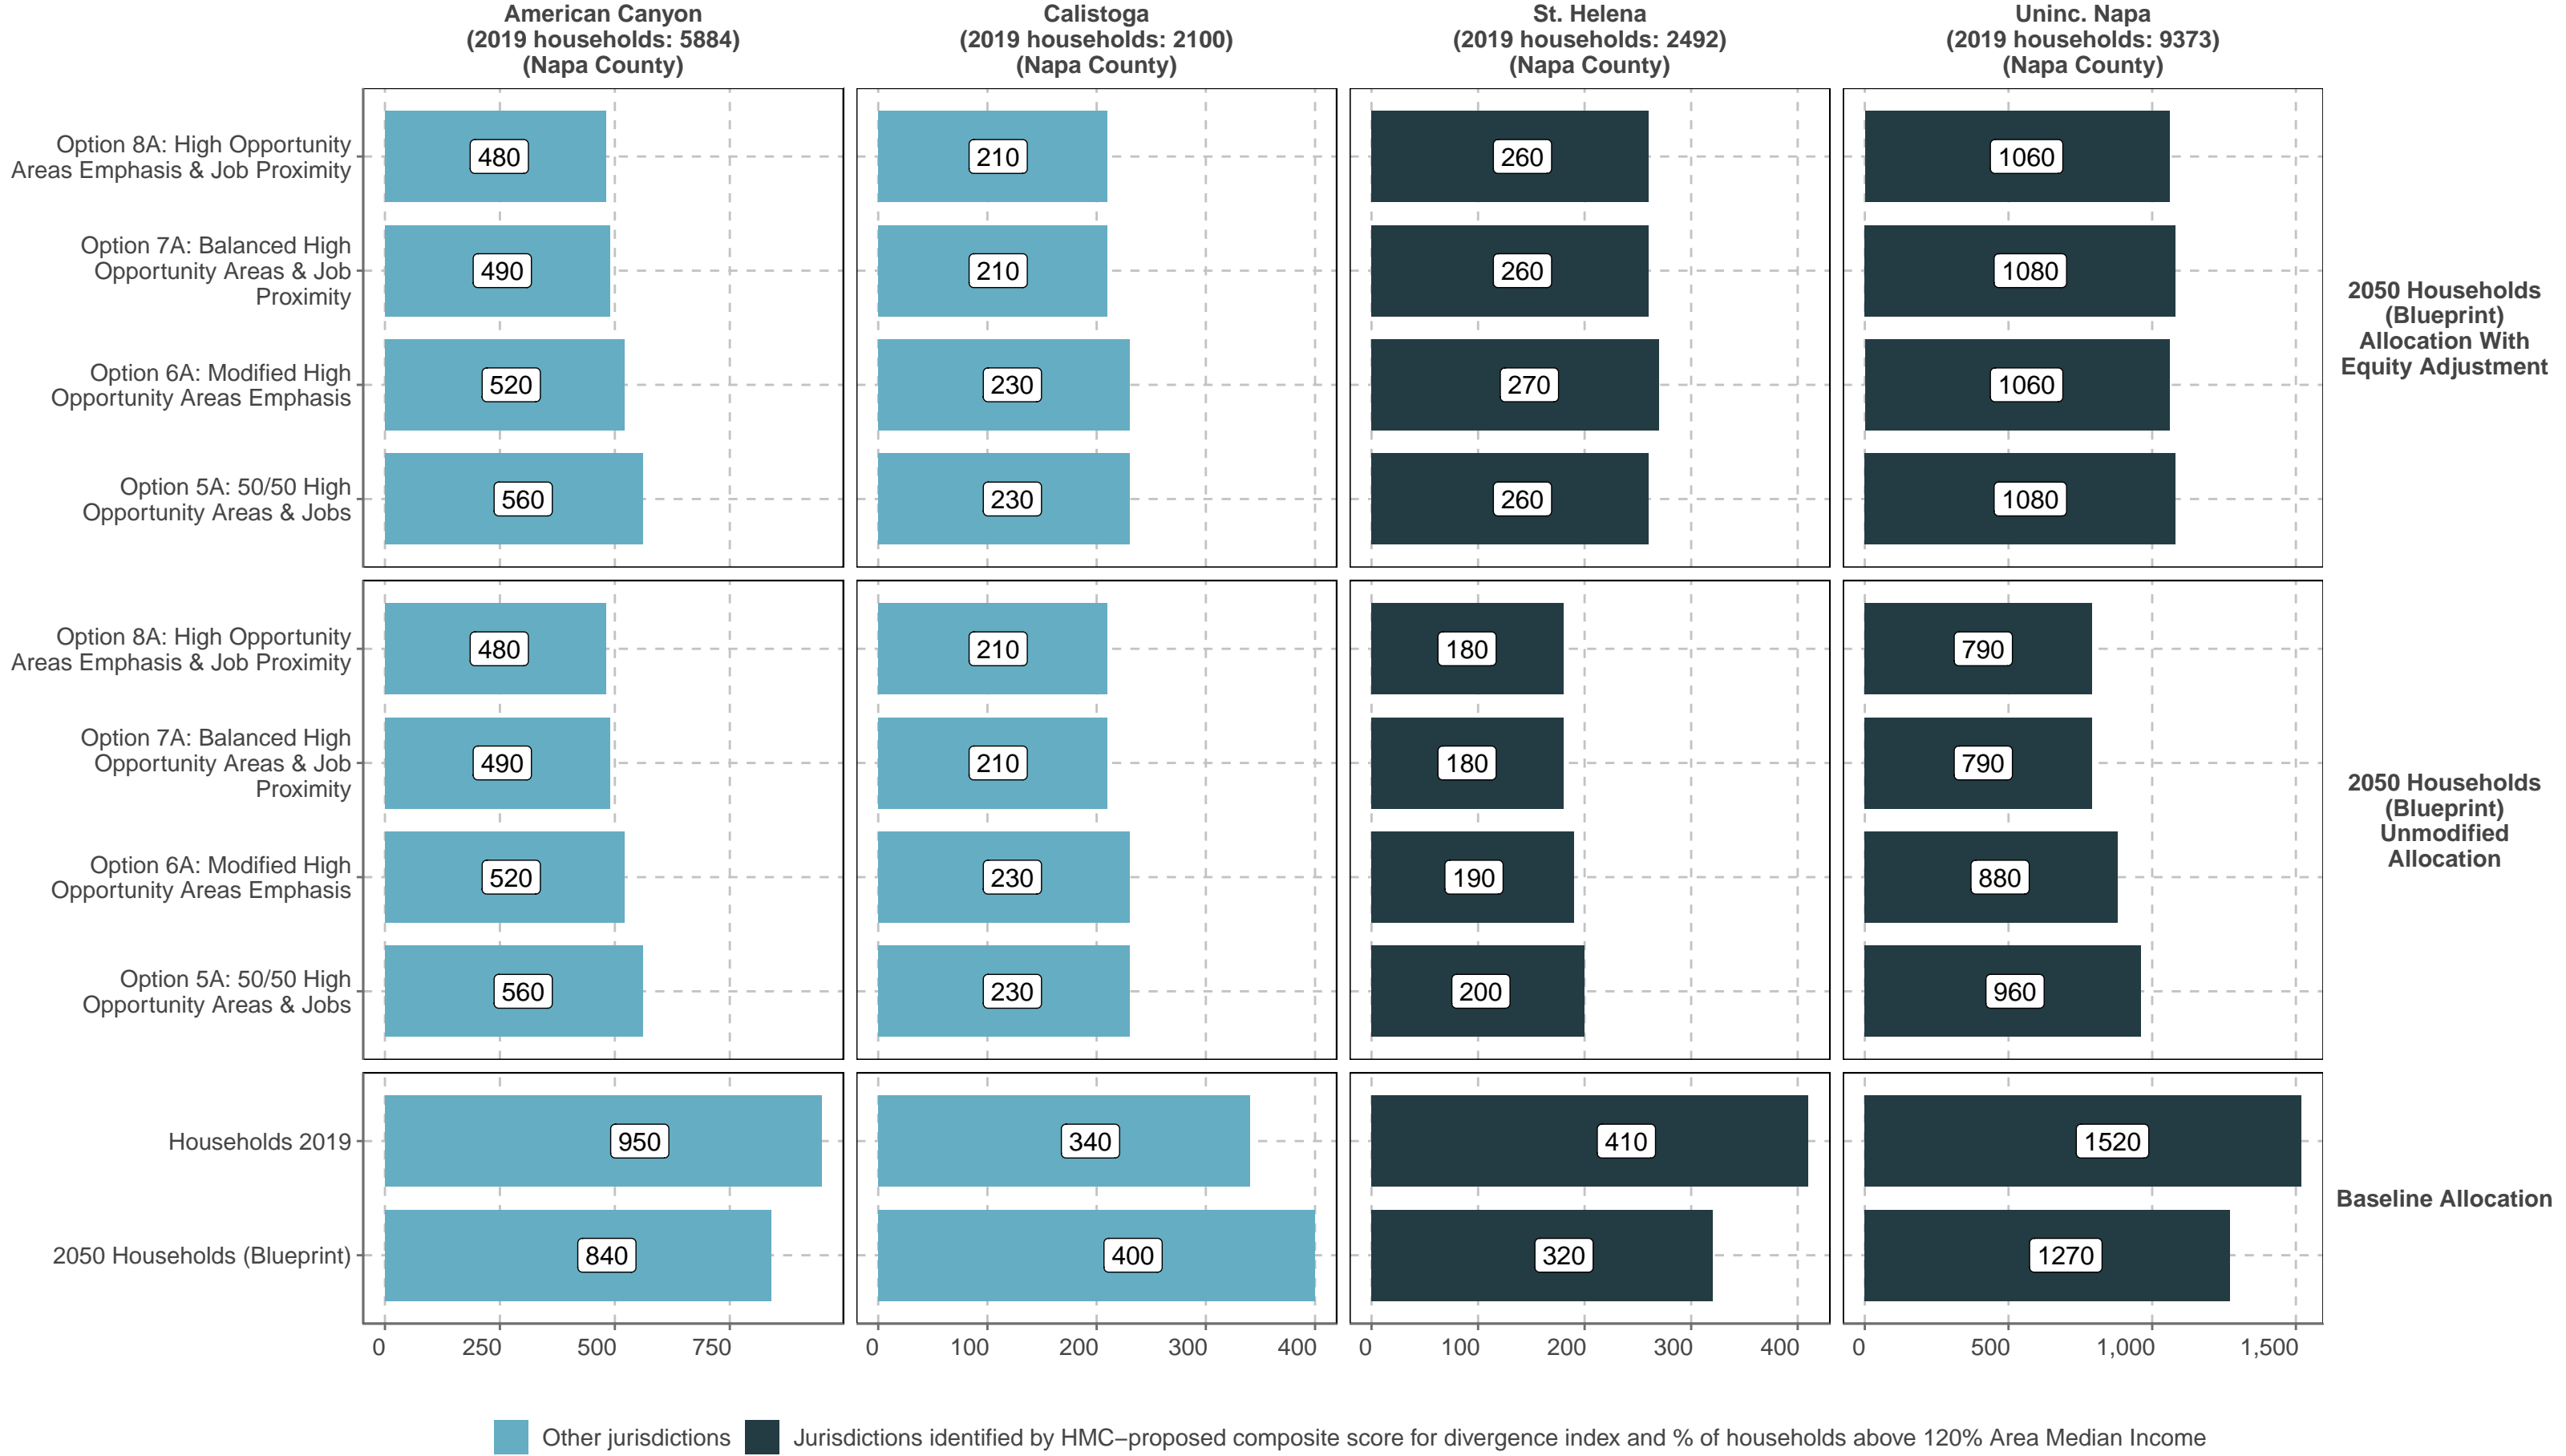 American Canyon
(2019 households: 5884)
(Napa County)
Calistoga
(2019 households: 2100)
(Napa County)
St. Helena
(2019 households: 2492)
(Napa County)
Uninc. Napa
(2019 households: 9373)
(Napa County)
Option 8A: High Opportunity
Areas Emphasis & Job Proximity
480
210
260
1060
Option 7A: Balanced High
Opportunity Areas & Job
Proximity
490
210
260
1080
Option 6A: Modified High
Opportunity Areas Emphasis
520
230
270
1060
Option 5A: 50/50 High
Opportunity Areas & Jobs
560
230
260
1080
2050 Households
(Blueprint)
Allocation With
Equity Adjustment
Option 8A: High Opportunity
Areas Emphasis & Job Proximity
480
210
180
790
Option 7A: Balanced High
Opportunity Areas & Job
Proximity
490
210
180
790
Option 6A: Modified High
Opportunity Areas Emphasis
520
230
190
880
Option 5A: 50/50 High
Opportunity Areas & Jobs
560
230
200
960
2050 Households
(Blueprint)
Unmodified
Allocation
Households 2019
950
340
410
1520
2050 Households (Blueprint)
840
400
320
1270
Baseline Allocation
0 250 500 750
0 100 200 300 400
0 100 200 300 400
0 500 1,000 1,500
Other jurisdictions
Jurisdictions identified by HMC−proposed composite score for divergence index and % of households above 120% Area Median Income